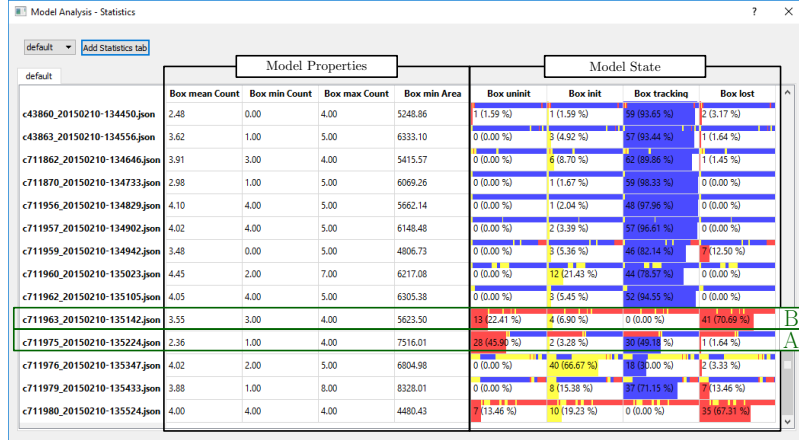 Model Analysis - Statistics ? ×
default Add Statistics tab
Model Properties Model State
default
Box mean Count Box min Count Box max Count Box min Area Box uninit Box init Box tracking Box lost
c43860_20150210-134450.json 2.48 0.00 4.00 5248.86 1 (1.59 %) 1 (1.59 %) 59 (93.65 %) 2 (3.17 %)
c43863_20150210-134556.json 3.62 1.00 5.00 6333.10 0 (0.00 %) 3 (4.92 %) 57 (93.44 %) 1 (1.64 %)
c711862_20150210-134646.json 3.91 3.00 4.00 5415.57 0 (0.00 %) 6 (8.70 %) 62 (89.86 %) 1 (1.45 %)
c711870_20150210-134733.json 2.98 1.00 5.00 6069.26 0 (0.00 %) 1 (1.67 %) 59 (98.33 %) 0 (0.00 %)
c711956_20150210-134829.json 4.10 4.00 5.00 5662.14 0 (0.00 %) 1 (2.04 %) 48 (97.96 %) 0 (0.00 %)
c711957_20150210-134902.json 4.02 4.00 5.00 6148.48 0 (0.00 %) 2 (3.39 %) 57 (96.61 %) 0 (0.00 %)
c711959_20150210-134942.json 3.48 0.00 5.00 4806.73 0 (0.00 %) 3 (5.36 %) 46 (82.14 %) 7 (12.50 %)
c711960_20150210-135023.json 4.45 2.00 7.00 6217.08 0 (0.00 %) 12 (21.43 %) 44 (78.57 %) 0 (0.00 %)
c711962_20150210-135105.json 4.05 4.00 5.00 6305.38 0 (0.00 %) 3 (5.45 %) 52 (94.55 %) 0 (0.00 %)
c711963_20150210-135142.json 3.55 3.00 4.00 5623.50 13 (22.41 %) 4 (6.90 %) 0 (0.00 %) 41 (70.69 %) B
c711975_20150210-135224.json 2.36 1.00 4.00 7516.01 28 (45.90 %) 2 (3.28 %) 30 (49.18 %) 1 (1.64 %) A
c711976_20150210-135347.json 4.02 2.00 5.00 6804.98 0 (0.00 %) 40 (66.67 %) 18 (30.00 %) 2 (3.33 %)
c711979_20150210-135433.json 3.88 1.00 8.00 8328.01 0 (0.00 %) 8 (15.38 %) 37 (71.15 %) 7 (13.46 %)
c711980_20150210-135524.json 4.00 4.00 4.00 4480.43 7 (13.46 %) 10 (19.23 %) 0 (0.00 %) 35 (67.31 %)